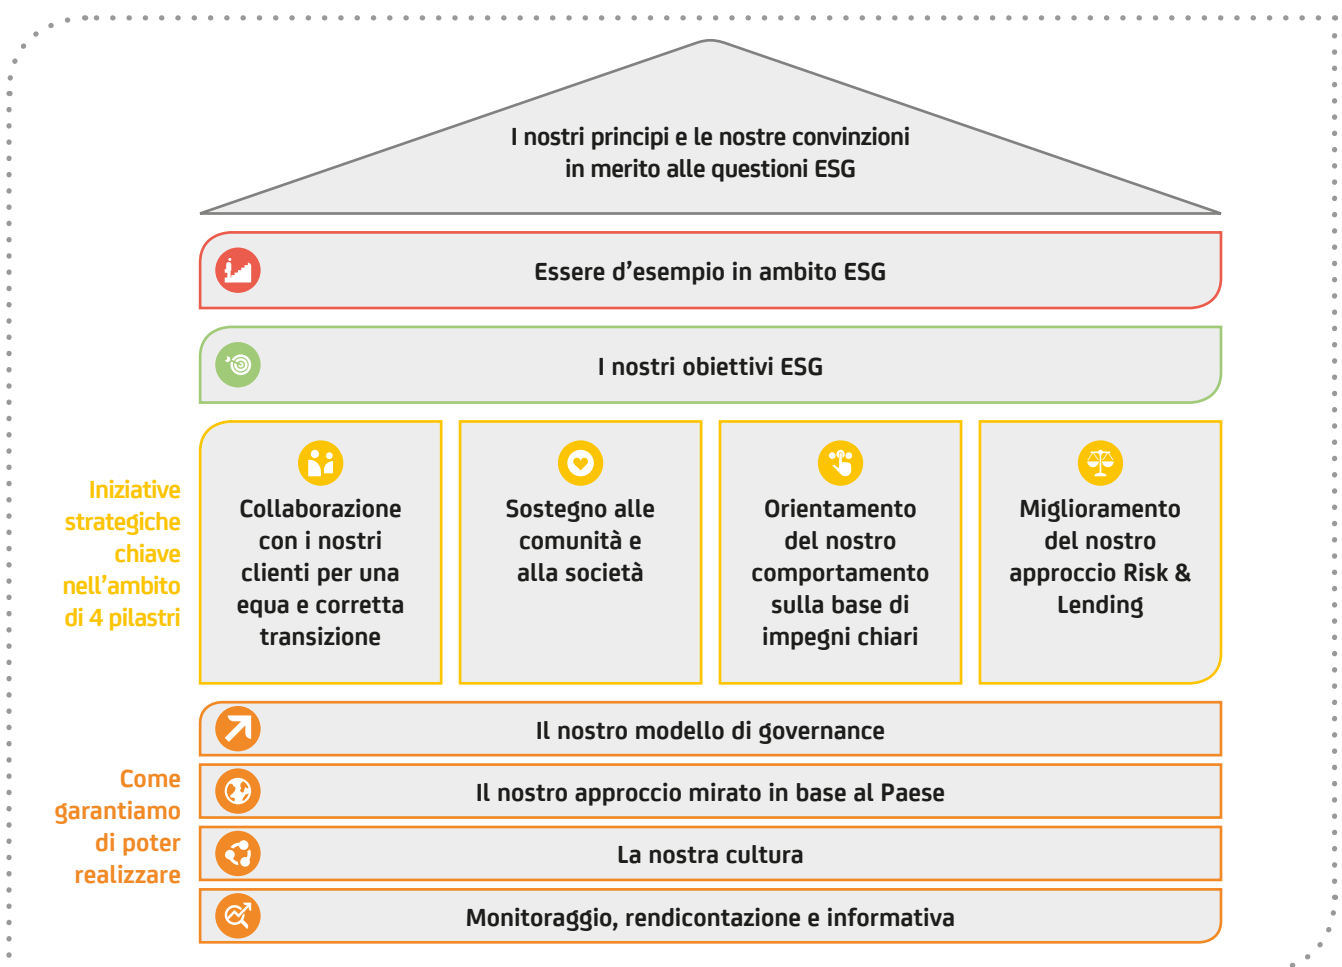 I nostri principi e le nostre convinzioni
in merito alle questioni ESG
Essere d’esempio in ambito ESG
I nostri obiettivi ESG
Iniziative
strategiche
chiave
nell’ambito
di 4 pilastri
Collaborazione
con i nostri
clienti per una
equa e corretta
transizione
Sostegno alle
comunità e
alla società
Orientamento
del nostro
comportamento
sulla base di
impegni chiari
Miglioramento
del nostro
approccio Risk &
Lending
Come
garantiamo
di poter
realizzare
Il nostro modello di governance
Il nostro approccio mirato in base al Paese
La nostra cultura
Monitoraggio, rendicontazione e informativa